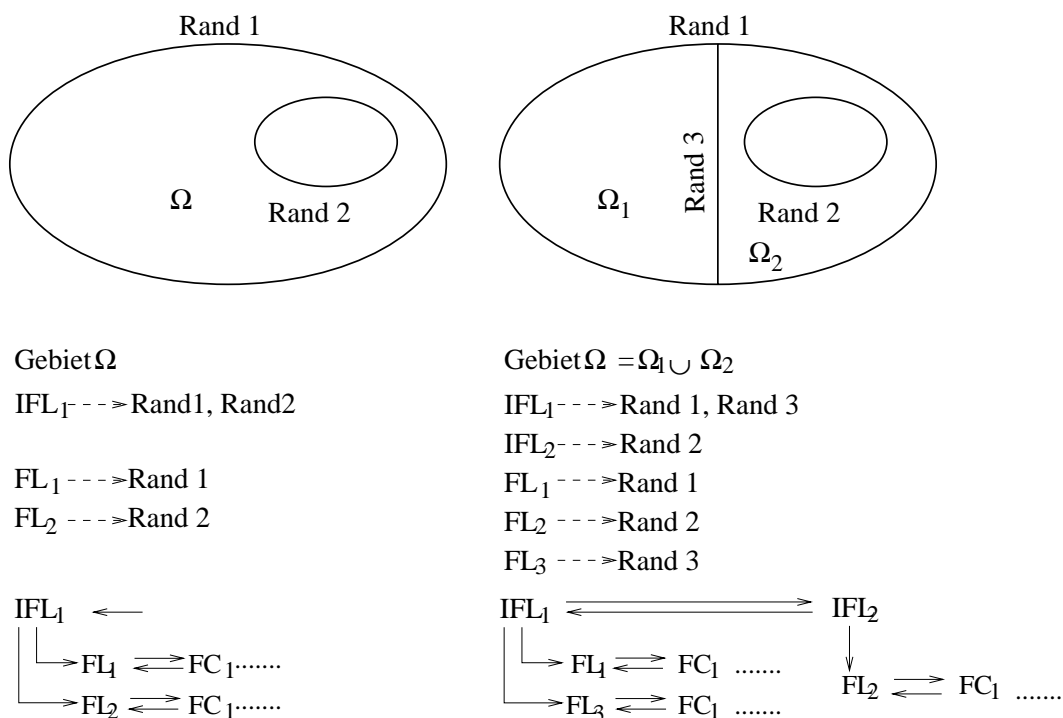 Rand 1
Ω
Rand 2
Gebiet Ω
IFL1 Rand1, Rand2
FL1 Rand 1
FL2 Rand 2
IFL1
FL1 FC1.......
FL2 FC1.......
Rand 1
Rand 3
Ω1
Rand 2
Ω2
Gebiet Ω = Ω1 ∪ Ω2
IFL1 Rand 1, Rand 3
IFL2 Rand 2
FL1 Rand 1
FL2 Rand 2
FL3 Rand 3
IFL1 IFL2
FL1 FC1 .......
FL2 FC1 .......
FL3 FC1 .......